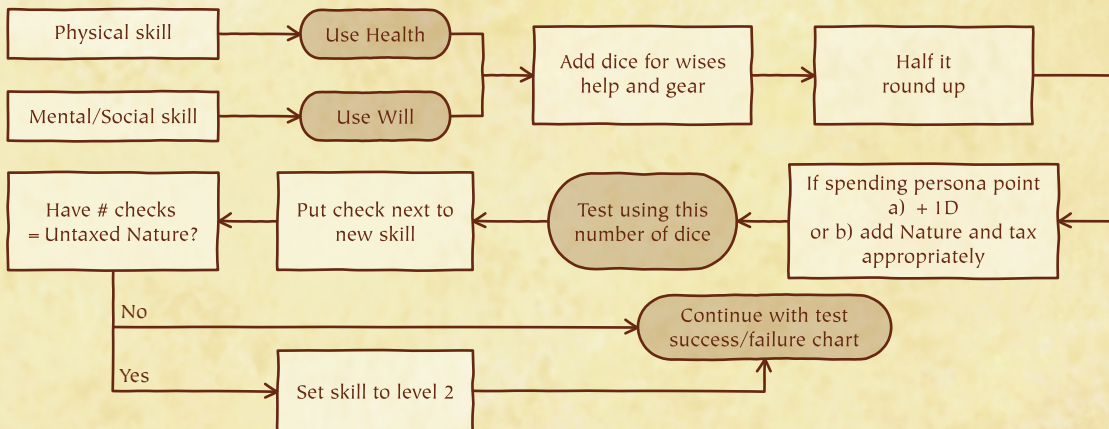 Physical skill
Use Health
Add dice for wises
help and gear
Half it
round up
Mental/Social skill
Use Will
Have # checks
= Untaxed Nature?
Put check next to
new skill
Test using this
number of dice
If spending persona point
a) + 1D
or b) add Nature and tax
appropriately
No
Continue with test
success/failure chart
Yes
Set skill to level 2